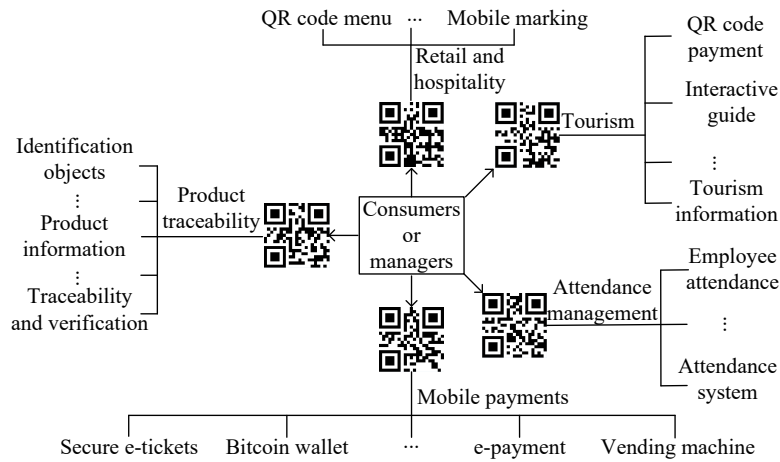 QR code menu
...
Mobile marking
Retail and
hospitality
QR code
payment
Interactive
guide
...
Tourism
information
Tourism
Identification
objects
...
Product
information
...
Traceability
and verification
Product
traceability
Consumers
or
managers
Attendance
management
Employee
attendance
...
Attendance
system
Mobile payments
Secure e-tickets
Bitcoin wallet
...
e-payment
Vending machine